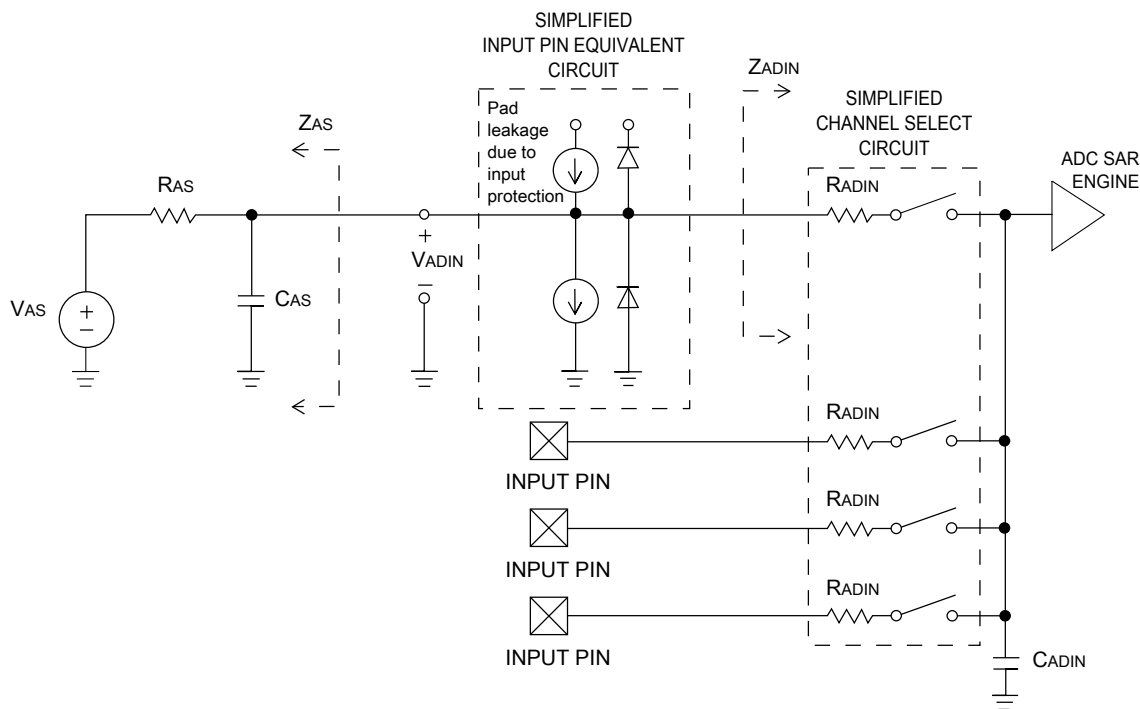 SIMPLIFIED
INPUT PIN EQUIVALENT
CIRCUIT
ZADIN
Pad
leakage
due to
input
protection
SIMPLIFIED
CHANNEL SELECT
CIRCUIT
ZAS
RAS
RADIN
ADC SAR
ENGINE
+
VADIN
–
CAS
VAS
+
–
RADIN
INPUT PIN
RADIN
INPUT PIN
RADIN
INPUT PIN
CADIN